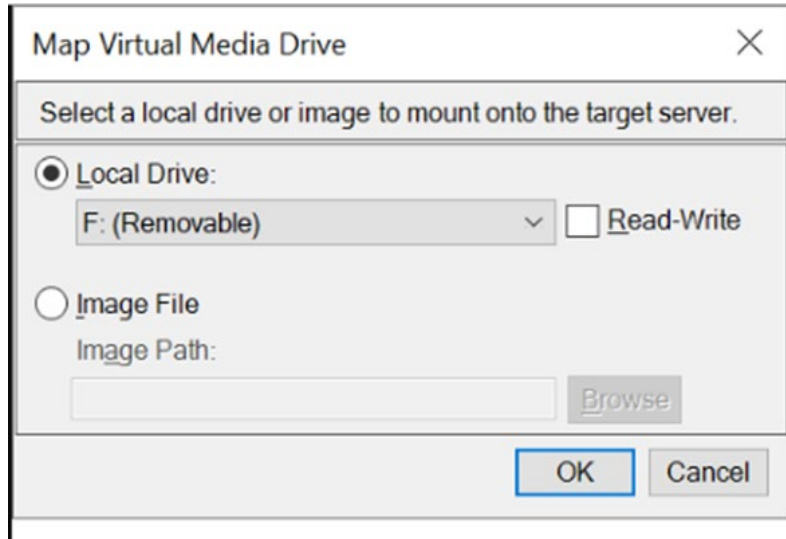 Map Virtual Media Drive
Select a local drive or image to mount onto the target server.
Local Drive:
F: (Removable)
Read-Write
Image File
Image Path:
Browse
OK
Cancel